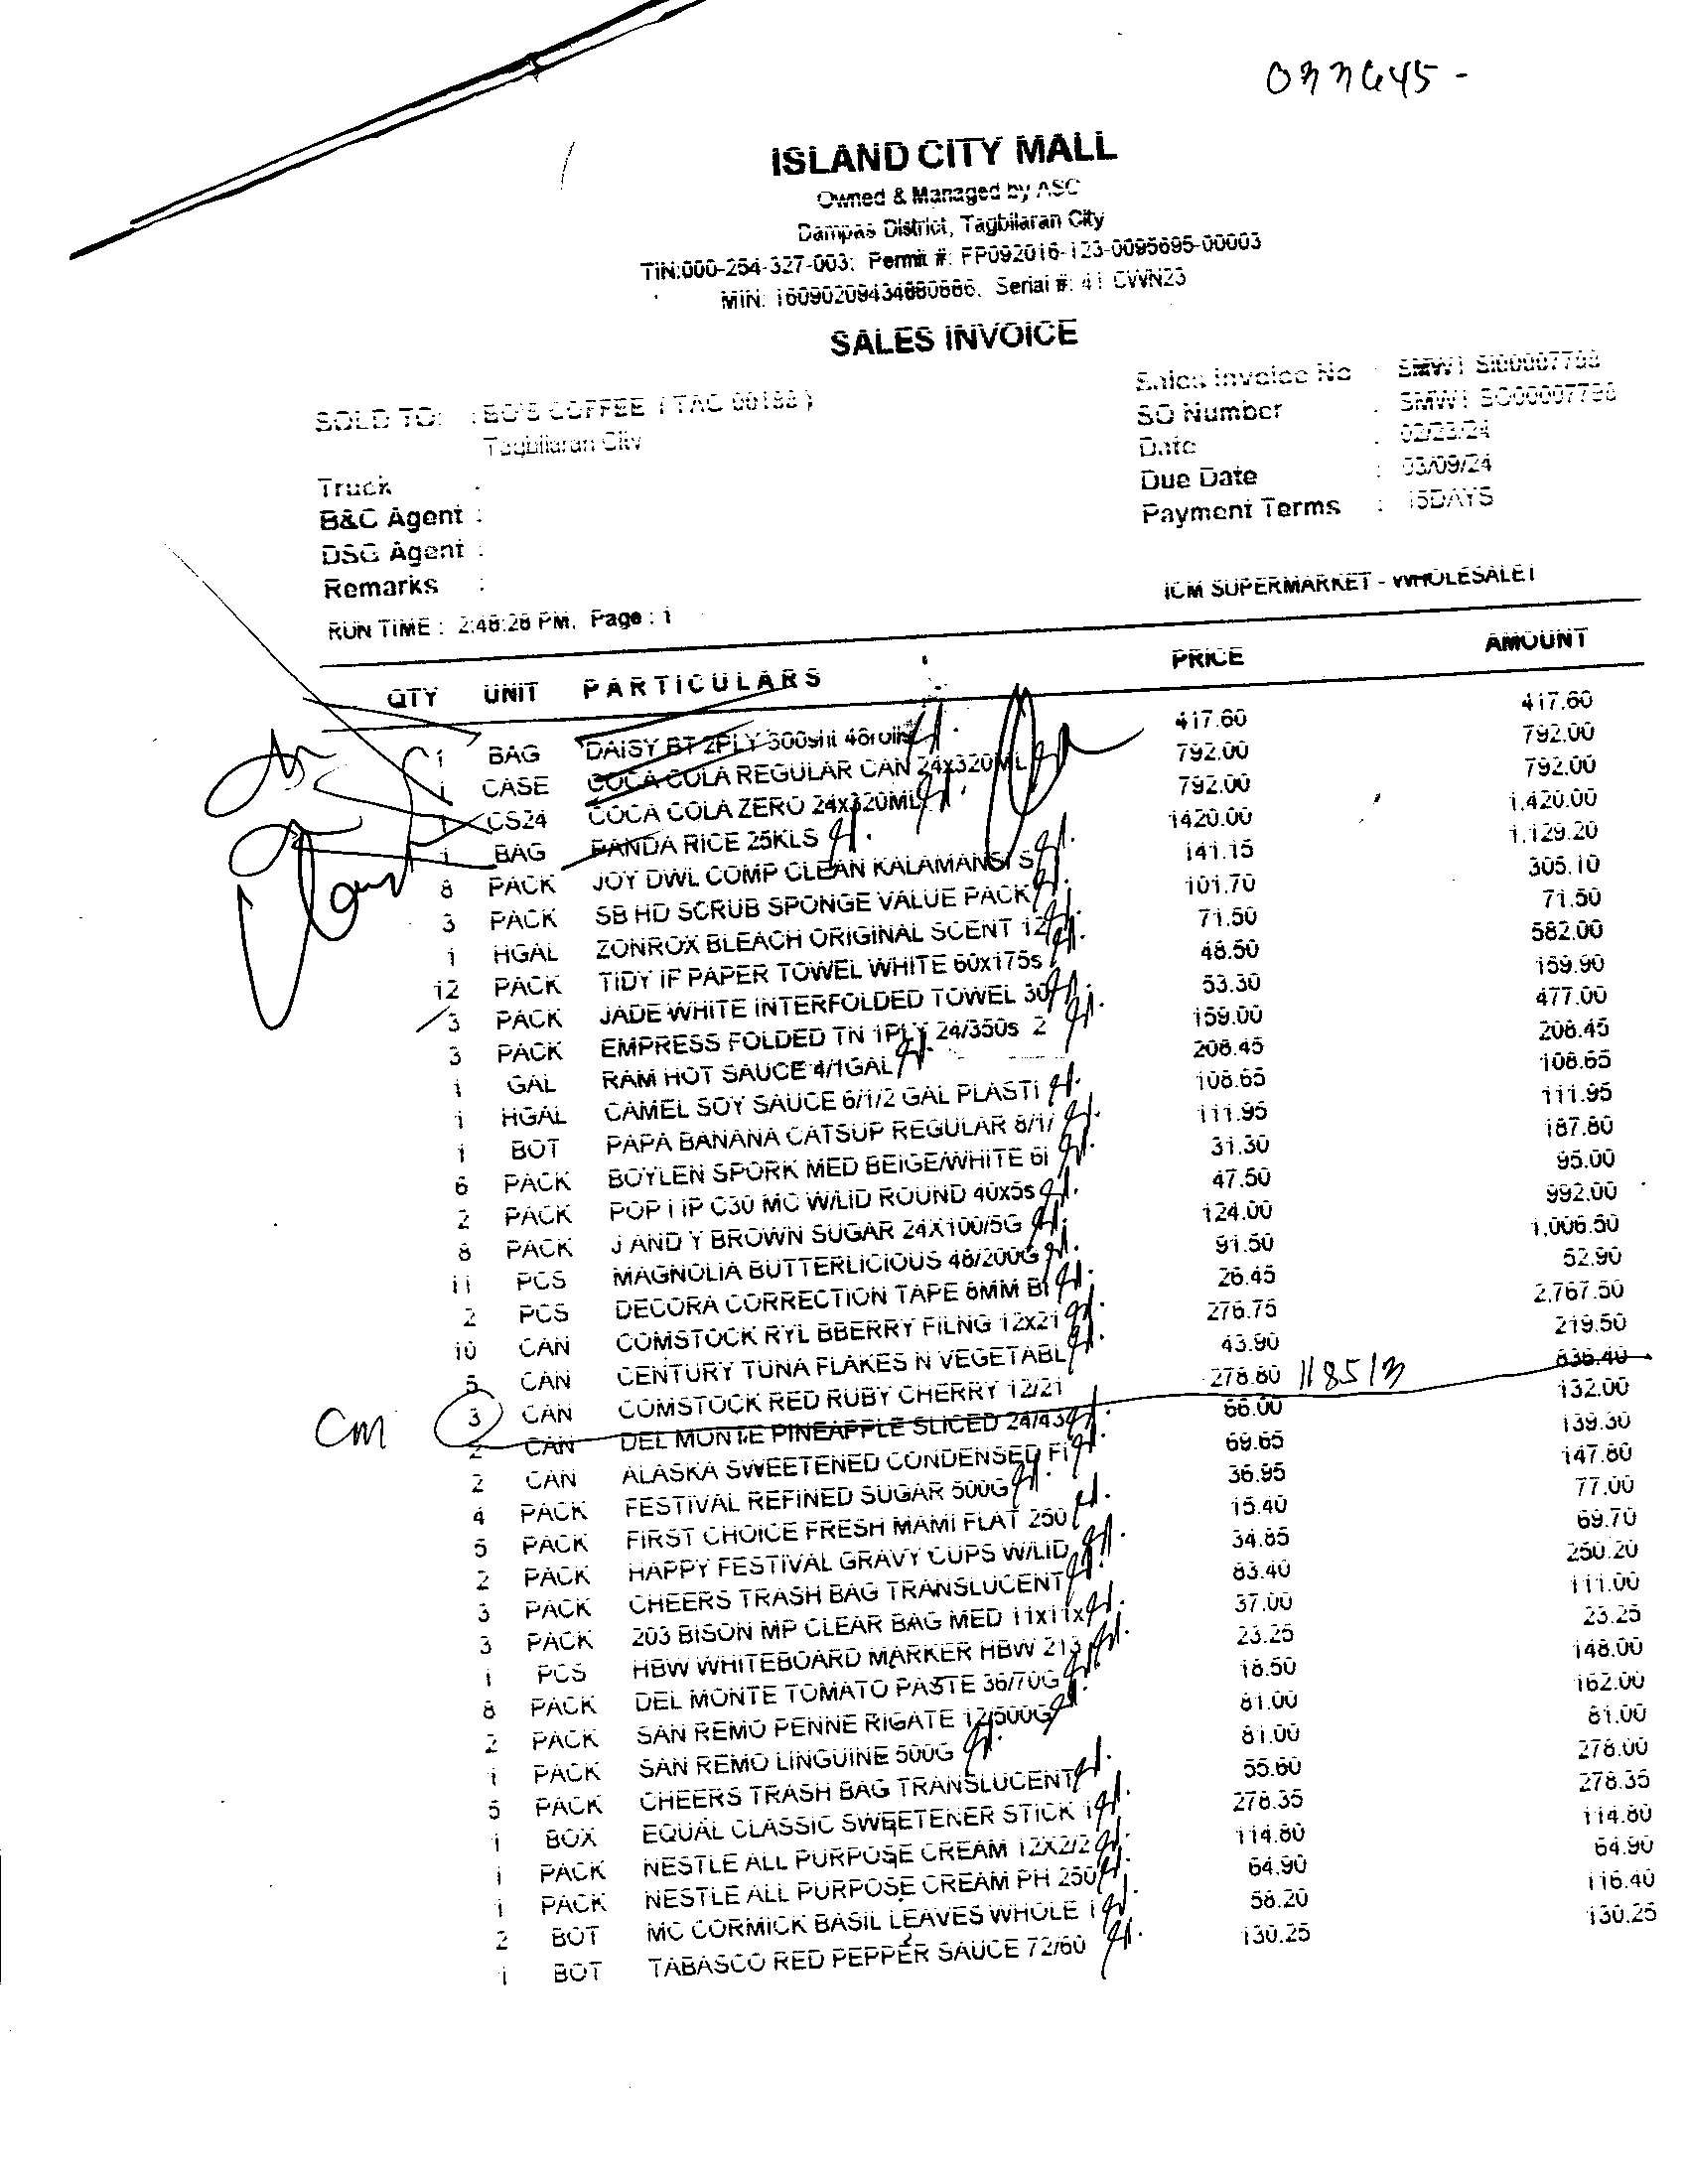 033645-
ISLAND CITY MALL
Owned & Managed by ASC
Dampas District, Tagbilaran City
TIN:000-254-327-003; Permit #: FP092016-123-0095695-00003
MIN: 16090209434680686, Serial #: 41 CWN23
SALES INVOICE
SOLD TO: : BO'S COFFEE ( TAC 00198 )
Tagbilaran City
Sales Invoice No : SMW1 SI00007798
SO Number : SMW1 SO00007798
Date : 02/23/24
Due Date : 03/09/24
Payment Terms : 15DAYS
Truck :
B&C Agent :
DSG Agent :
Remarks :
ICM SUPERMARKET - WHOLESALE1
RUN TIME : 2:48:28 PM, Page : 1
QTY UNIT PARTICULARS PRICE AMOUNT
1 BAG DAISY BT 2PLY 300sht 48rolls 417.60 417.60
1 CASE COCA COLA REGULAR CAN 24x320ML 792.00 792.00
1 CS24 COCA COLA ZERO 24x320ML 792.00 792.00
1 BAG PANDA RICE 25KLS 1420.00 1,420.00
8 PACK JOY DWL COMP CLEAN KALAMANSI S 141.15 1,129.20
3 PACK SB HD SCRUB SPONGE VALUE PACK 101.70 305.10
1 HGAL ZONROX BLEACH ORIGINAL SCENT 12 71.50 71.50
12 PACK TIDY IF PAPER TOWEL WHITE 60x175s 48.50 582.00
3 PACK JADE WHITE INTERFOLDED TOWEL 30 53.30 159.90
3 PACK EMPRESS FOLDED TN 1PLY 24/350s 2 159.00 477.00
1 GAL RAM HOT SAUCE 4/1GAL 208.45 208.45
1 HGAL CAMEL SOY SAUCE 6/1/2 GAL PLASTI 108.65 108.65
1 BOT PAPA BANANA CATSUP REGULAR 8/1/ 111.95 111.95
6 PACK BOYLEN SPORK MED BEIGE/WHITE 6I 31.30 187.80
2 PACK POP I IP C30 MC W/LID ROUND 40x5s 47.50 95.00
8 PACK J AND Y BROWN SUGAR 24X100/5G 124.00 992.00
11 PCS MAGNOLIA BUTTERLICIOUS 48/200G 91.50 1,006.50
2 PCS DECORA CORRECTION TAPE 6MM BI 26.45 52.90
10 CAN COMSTOCK RYL BBERRY FILNG 12x21 276.75 2,767.50
5 CAN CENTURY TUNA FLAKES N VEGETABL 43.90 219.50
CM 3 CAN COMSTOCK RED RUBY CHERRY 12/21 278.80 118513 836.40
2 CAN DEL MONTE PINEAPPLE SLICED 24/43 66.00 132.00
2 CAN ALASKA SWEETENED CONDENSED FI 69.65 139.30
4 PACK FESTIVAL REFINED SUGAR 500G 36.95 147.80
5 PACK FIRST CHOICE FRESH MAMI FLAT 250 15.40 77.00
2 PACK HAPPY FESTIVAL GRAVY CUPS W/LID 34.85 69.70
3 PACK CHEERS TRASH BAG TRANSLUCENT 83.40 250.20
3 PACK 203 BISON MP CLEAR BAG MED 11x11x 37.00 111.00
1 PCS HBW WHITEBOARD MARKER HBW 213 23.25 23.25
8 PACK DEL MONTE TOMATO PASTE 36/70G 18.50 148.00
2 PACK SAN REMO PENNE RIGATE 12/500G 81.00 162.00
1 PACK SAN REMO LINGUINE 500G 81.00 81.00
5 PACK CHEERS TRASH BAG TRANSLUCENT 55.60 278.00
1 BOX EQUAL CLASSIC SWEETENER STICK 1 278.35 278.35
1 PACK NESTLE ALL PURPOSE CREAM 12X2/2 114.80 114.80
1 PACK NESTLE ALL PURPOSE CREAM PH 250 64.90 64.90
2 BOT MC CORMICK BASIL LEAVES WHOLE 1 58.20 116.40
1 BOT TABASCO RED PEPPER SAUCE 72/60 130.25 130.25